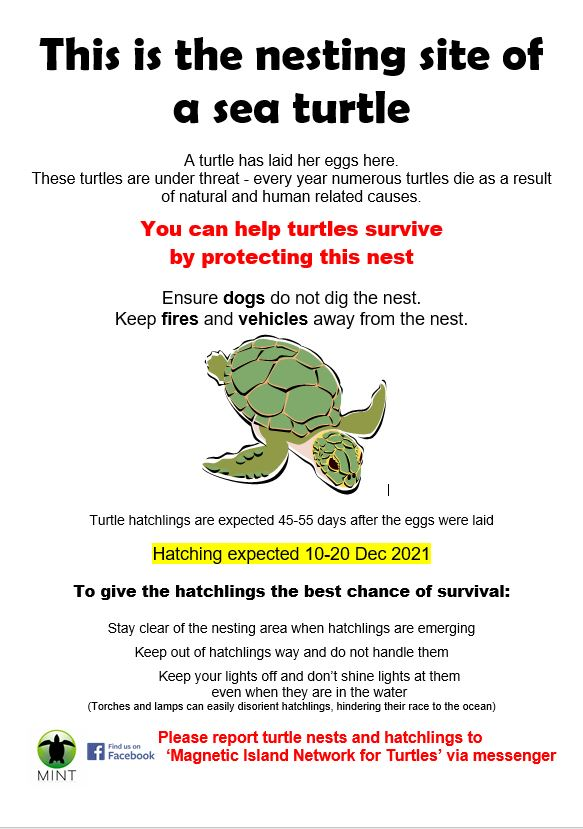 This is the nesting site of
a sea turtle
A turtle has laid her eggs here.
These turtles are under threat - every year numerous turtles die as a result
of natural and human related causes.
You can help turtles survive
by protecting this nest
Ensure dogs do not dig the nest.
Keep fires and vehicles away from the nest.
Turtle hatchlings are expected 45-55 days after the eggs were laid
Hatching expected 10-20 Dec 2021
To give the hatchlings the best chance of survival:
Stay clear of the nesting area when hatchlings are emerging
Keep out of hatchlings way and do not handle them
Keep your lights off and don’t shine lights at them
even when they are in the water
(Torches and lamps can easily disorient hatchlings, hindering their race to the ocean)
MINT
Find us on
Facebook
Please report turtle nests and hatchlings to
‘Magnetic Island Network for Turtles’ via messenger